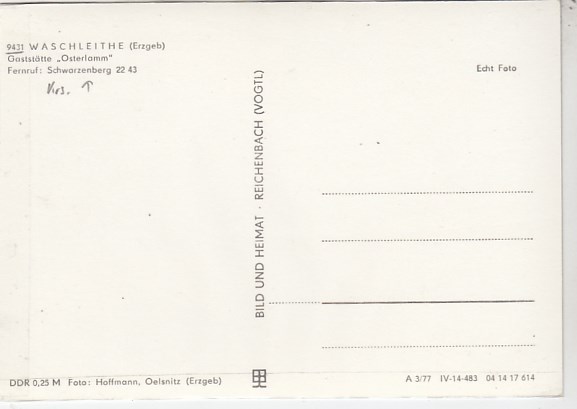 9431 WASCHLEITHE (Erzgeb)
Gaststätte „Osterlamm"
Fernruf: Schwarzenberg 22 43
Echt Foto
BILD UND HEIMAT · REICHENBACH (VOGTL)
DDR 0,25 M Foto: Hoffmann, Oelsnitz (Erzgeb)
A 3/77 IV-14-483 04 14 17 614